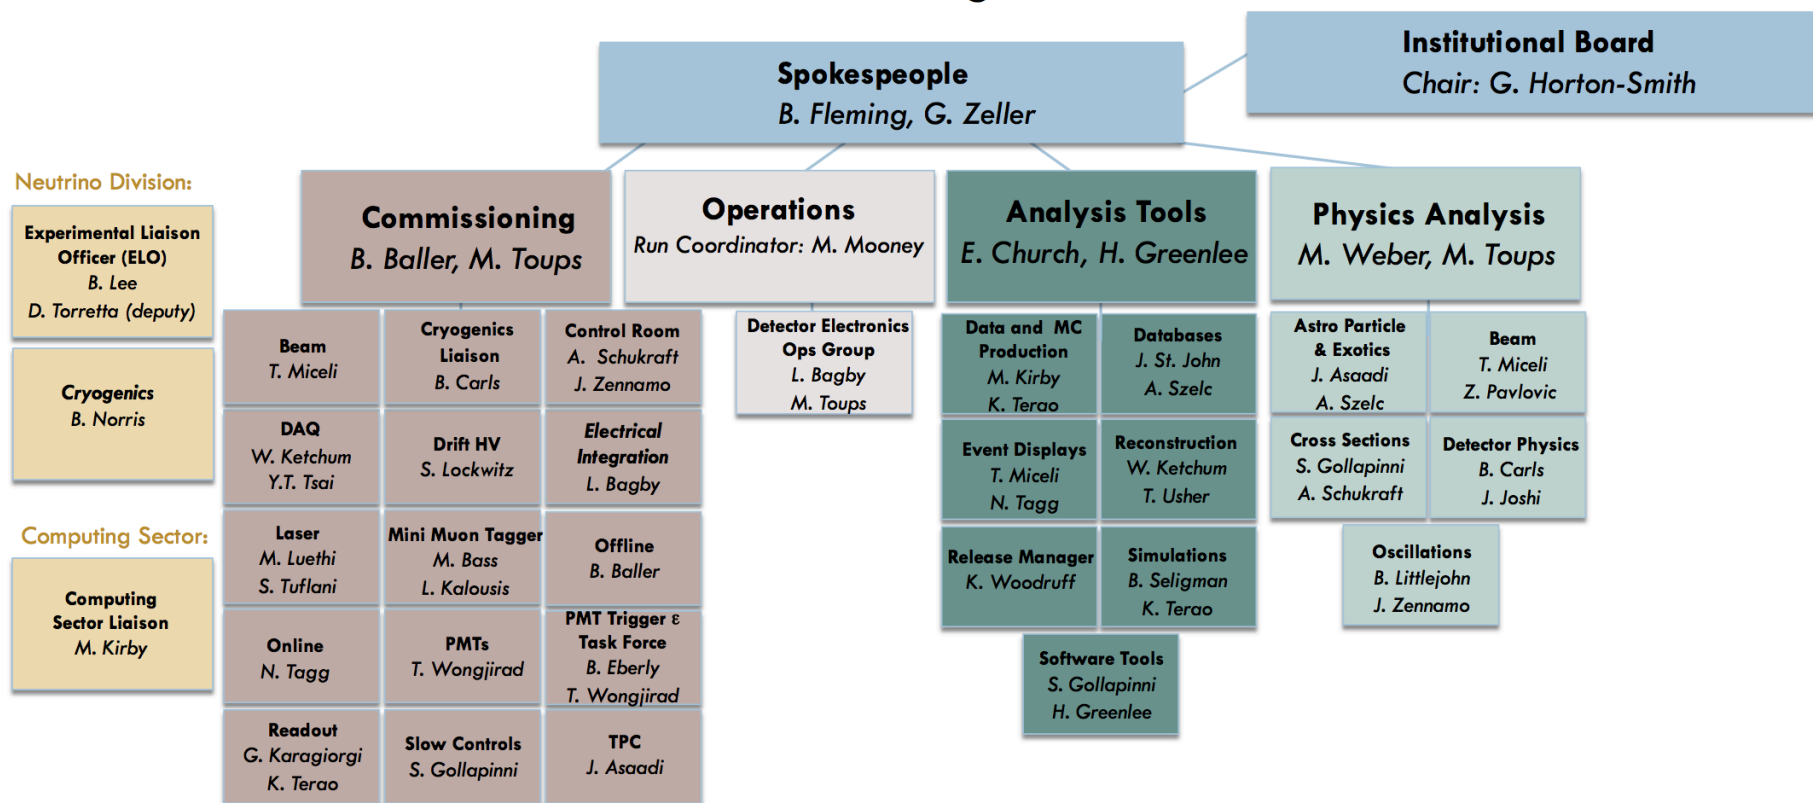 Institutional Board
Chair: G. Horton-Smith
Spokespeople
B. Fleming, G. Zeller
Neutrino Division:
Experimental Liaison
Officer (ELO)
B. Lee
D. Torretta (deputy)
Cryogenics
B. Norris
Computing Sector:
Computing
Sector Liaison
M. Kirby
Commissioning
B. Baller, M. Toups
Beam
T. Miceli
Cryogenics
Liaison
B. Carls
Control Room
A. Schukraft
J. Zennamo
DAQ
W. Ketchum
Y.T. Tsai
Drift HV
S. Lockwitz
Electrical
Integration
L. Bagby
Laser
M. Luethi
S. Tuflani
Mini Muon Tagger
M. Bass
L. Kalousis
Offline
B. Baller
Online
N. Tagg
PMTs
T. Wongjirad
PMT Trigger ε
Task Force
B. Eberly
T. Wongjirad
Readout
G. Karagiorgi
K. Terao
Slow Controls
S. Gollapinni
TPC
J. Asaadi
Operations
Run Coordinator: M. Mooney
Detector Electronics
Ops Group
L. Bagby
M. Toups
Analysis Tools
E. Church, H. Greenlee
Data and MC
Production
M. Kirby
K. Terao
Databases
J. St. John
A. Szelc
Event Displays
T. Miceli
N. Tagg
Reconstruction
W. Ketchum
T. Usher
Release Manager
K. Woodruff
Simulations
B. Seligman
K. Terao
Software Tools
S. Gollapinni
H. Greenlee
Physics Analysis
M. Weber, M. Toups
Astro Particle
& Exotics
J. Asaadi
A. Szelc
Beam
T. Miceli
Z. Pavlovic
Cross Sections
S. Gollapinni
A. Schukraft
Detector Physics
B. Carls
J. Joshi
Oscillations
B. Littlejohn
J. Zennamo